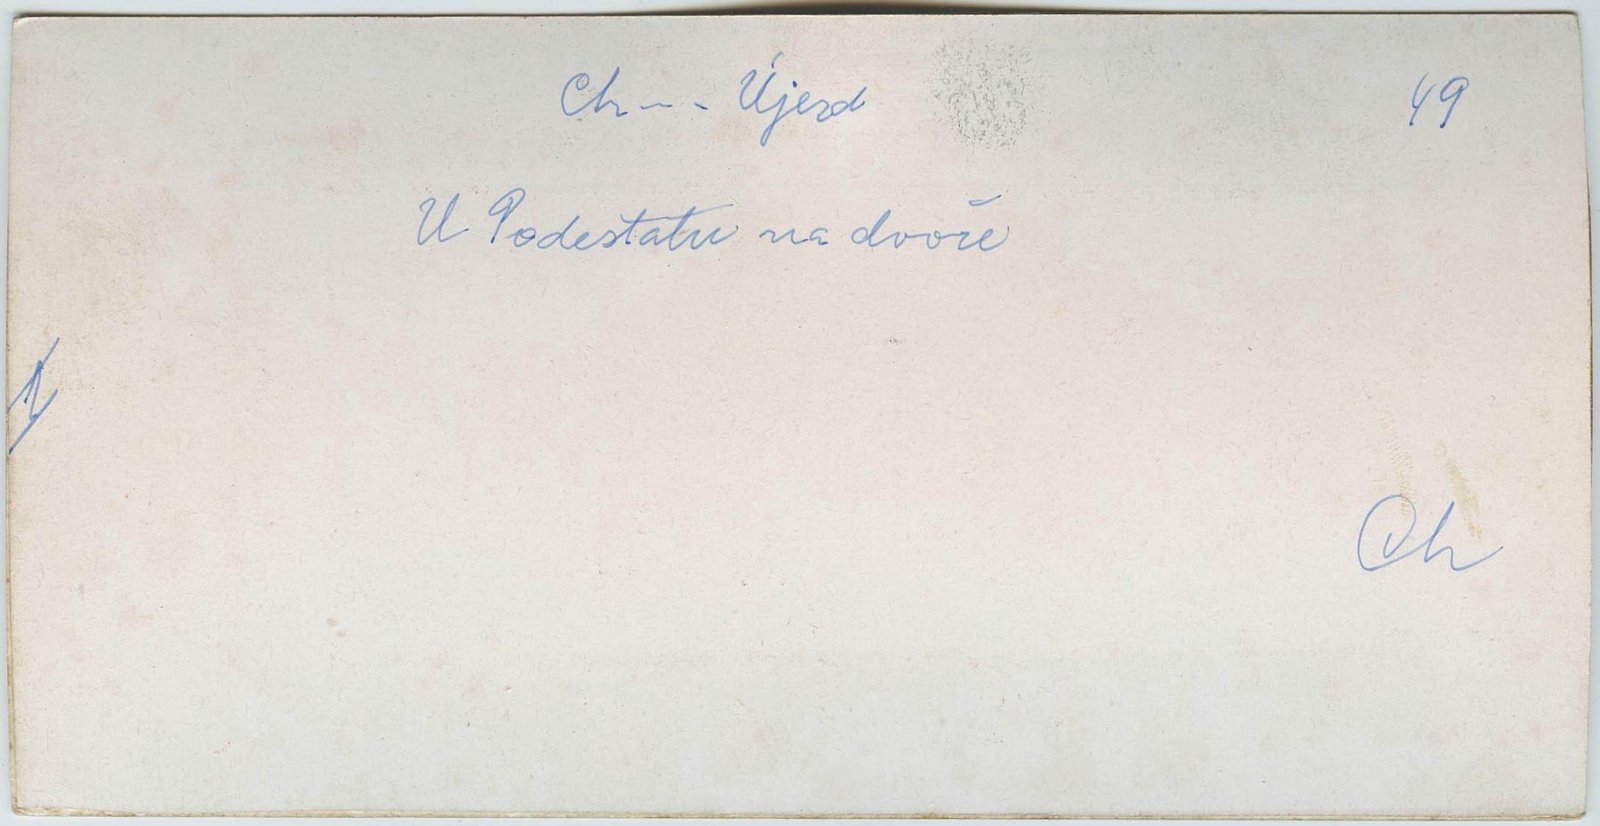 Ch--- Újezd
49
U Podestatu na dvoře
Ch